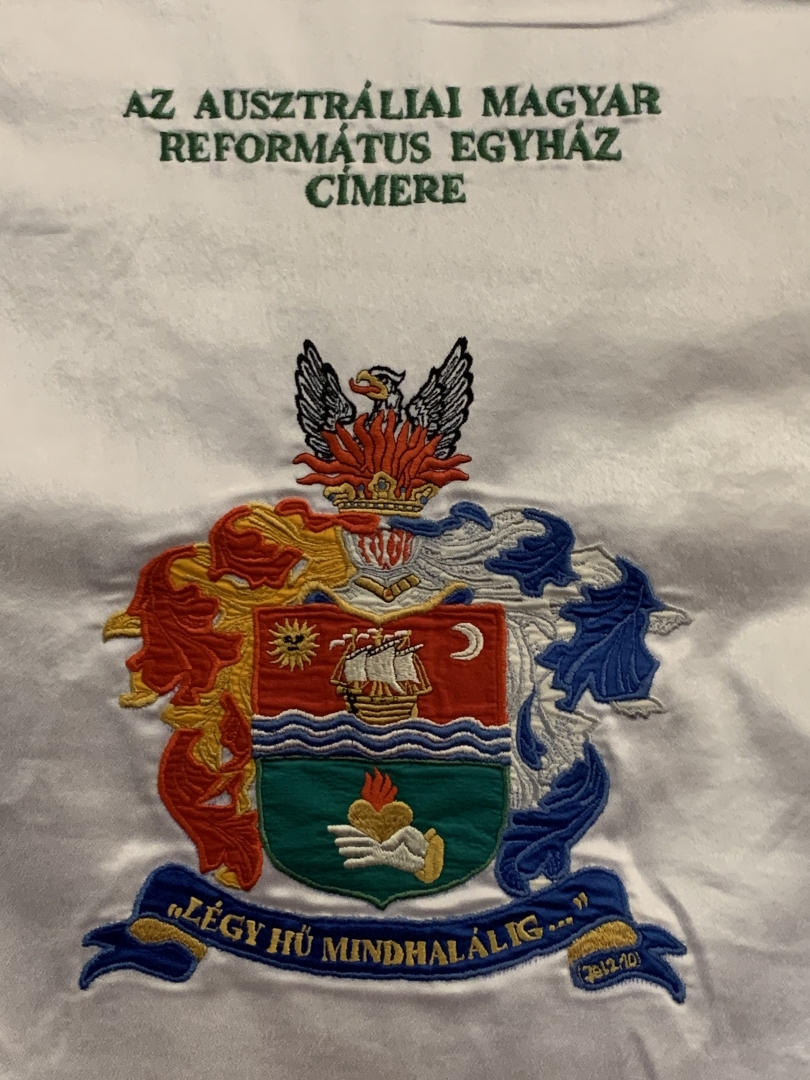 AZ AUSZTRÁLIAI MAGYAR
REFORMÁTUS EGYHÁZ
CÍMERE
„LÉGY HŰ MINDHALÁLIG...”